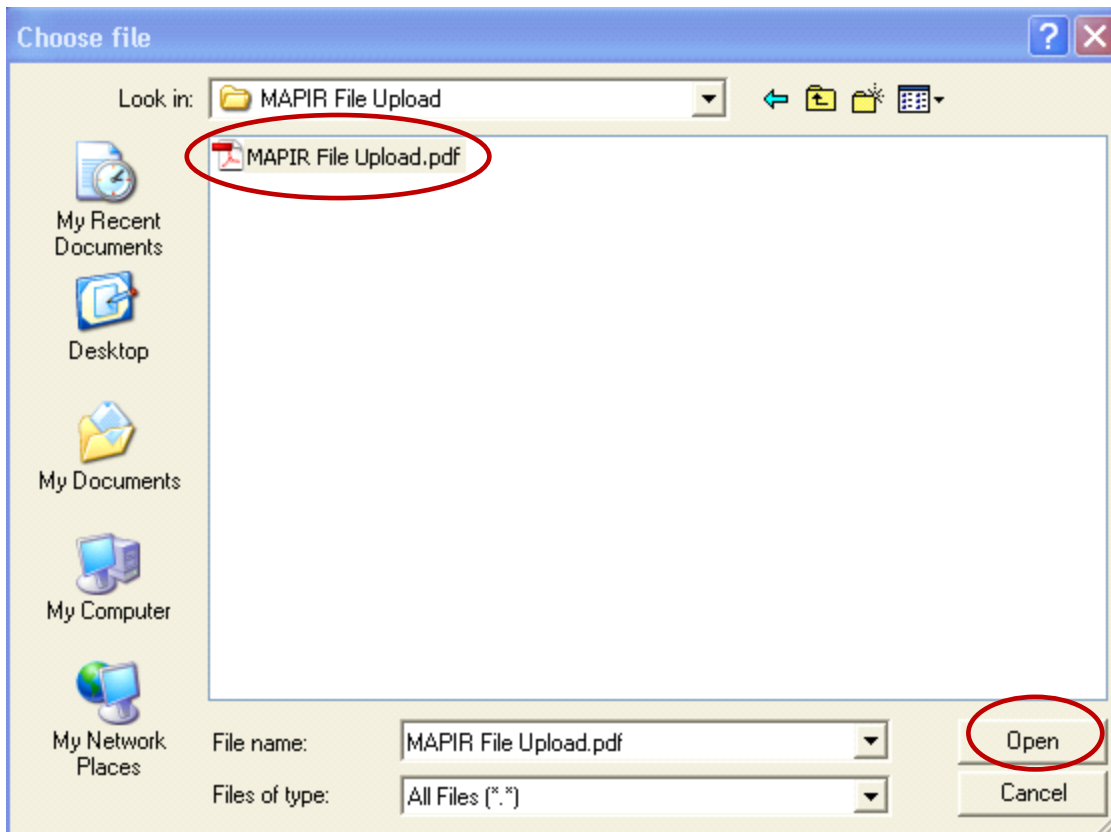 Choose file
?
Look in:
MAPIR File Upload
MAPIR File Upload.pdf
My Recent
Documents
Desktop
My Documents
My Computer
My Network
Places
File name:
MAPIR File Upload.pdf
Open
Files of type:
All Files (*.*)
Cancel